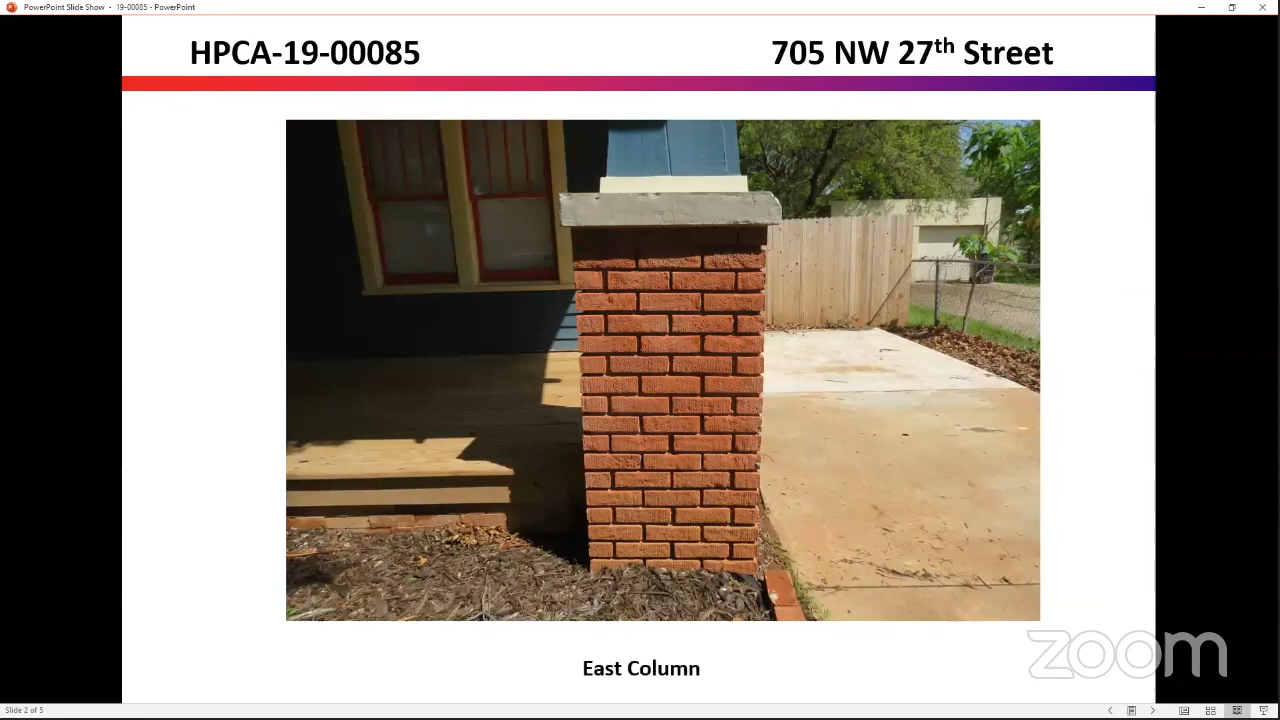 PowerPoint Slide Show - 19-00085 - PowerPoint
HPCA-19-00085
705 NW 27th Street
East Column
zoom
Slide 2 of 5